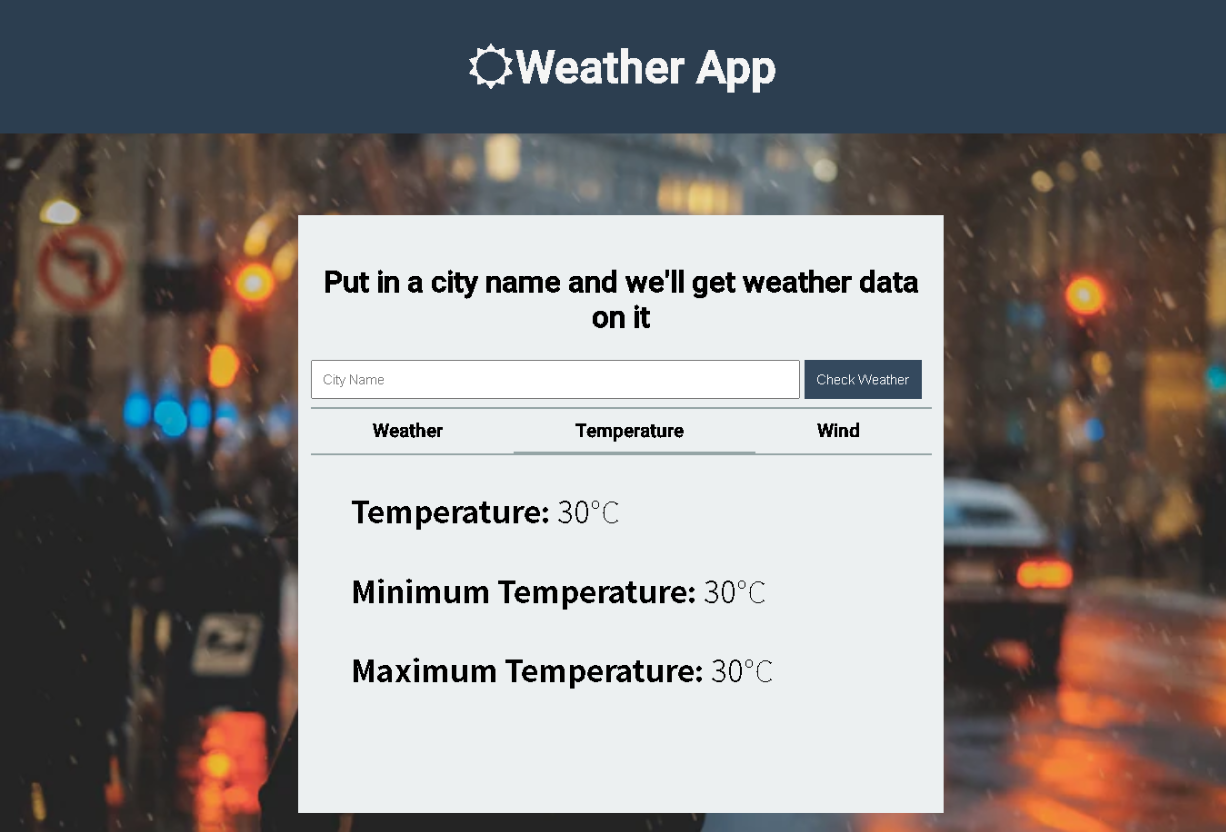 Weather App
Put in a city name and we'll get weather data
on it
City Name
Check Weather
Weather
Temperature
Wind
Temperature: 30°C
Minimum Temperature: 30°C
Maximum Temperature: 30°C